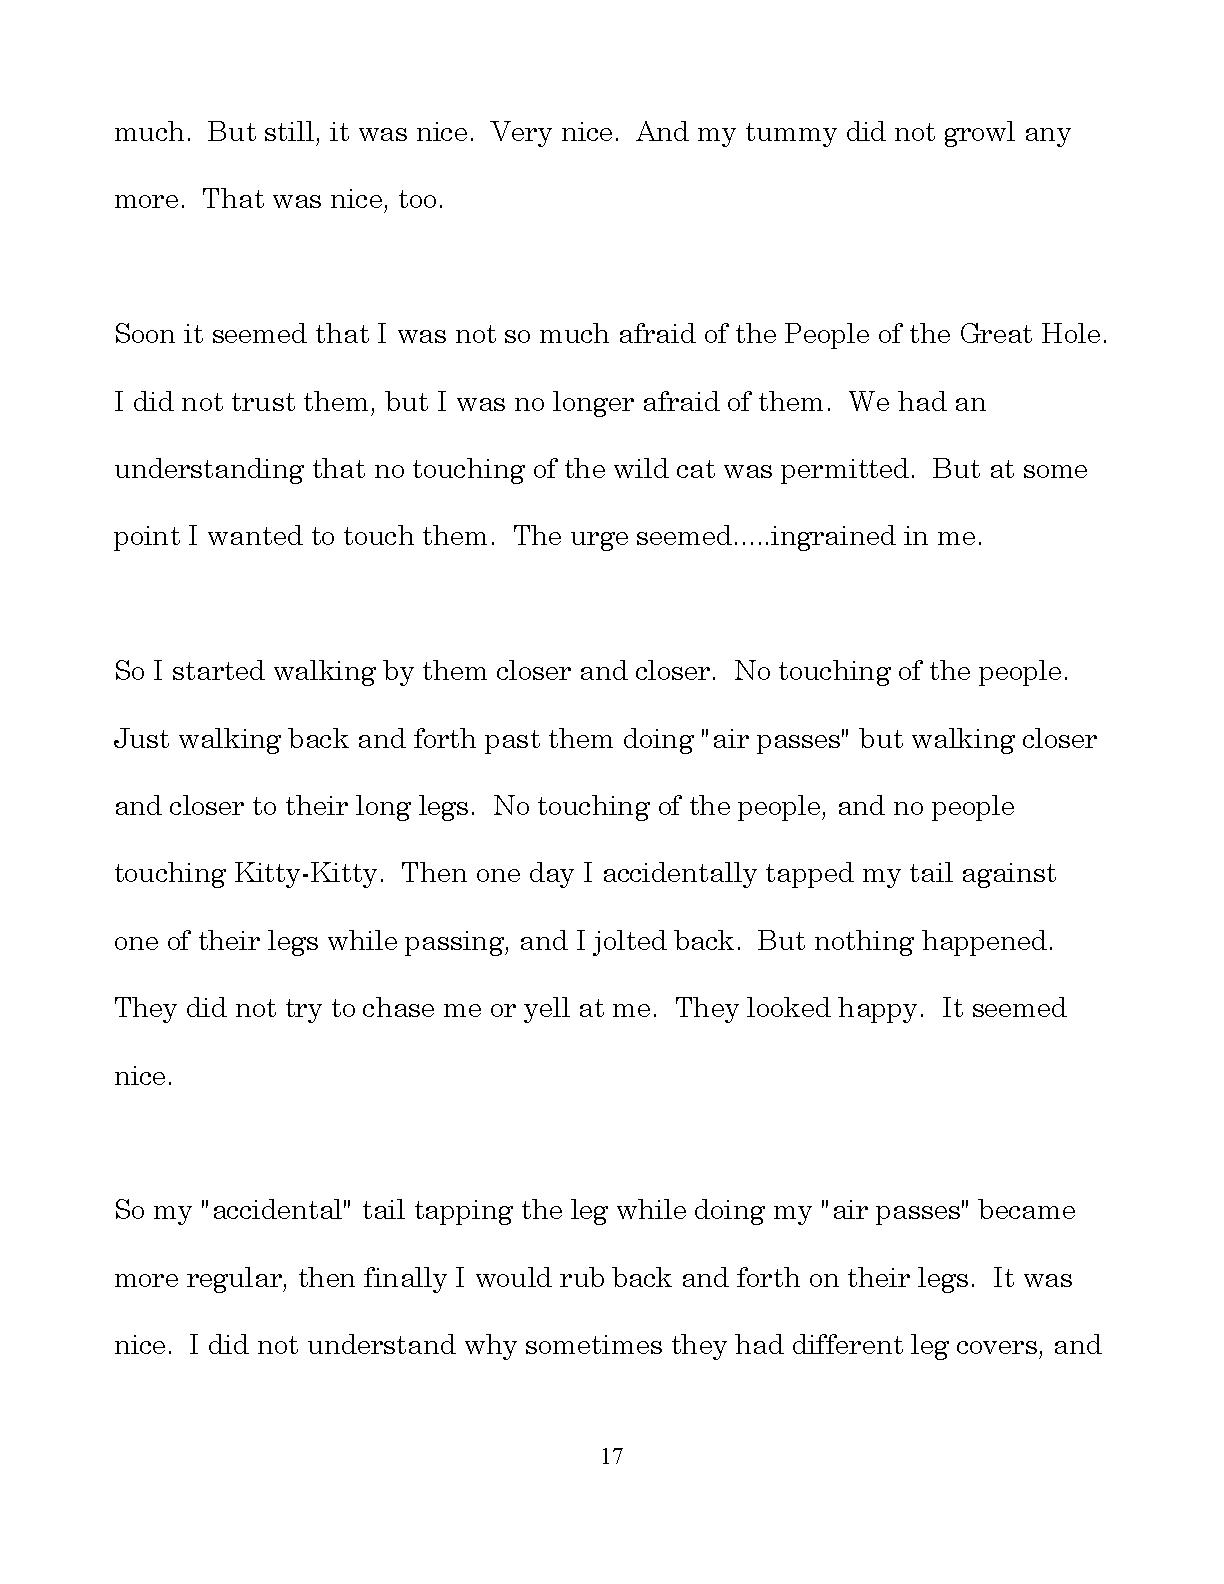 much.  But still, it was nice.  Very nice.  And my tummy did not growl any
more.  That was nice, too.
Soon it seemed that I was not so much afraid of the People of the Great Hole.
I did not trust them, but I was no longer afraid of them.  We had an
understanding that no touching of the wild cat was permitted.  But at some
point I wanted to touch them.  The urge seemed.....ingrained in me.
So I started walking by them closer and closer.  No touching of the people.
Just walking back and forth past them doing "air passes" but walking closer
and closer to their long legs.  No touching of the people, and no people
touching Kitty-Kitty.  Then one day I accidentally tapped my tail against
one of their legs while passing, and I jolted back.  But nothing happened.
They did not try to chase me or yell at me.  They looked happy.  It seemed
nice.
So my "accidental" tail tapping the leg while doing my "air passes" became
more regular, then finally I would rub back and forth on their legs.  It was
nice.  I did not understand why sometimes they had different leg covers, and
17